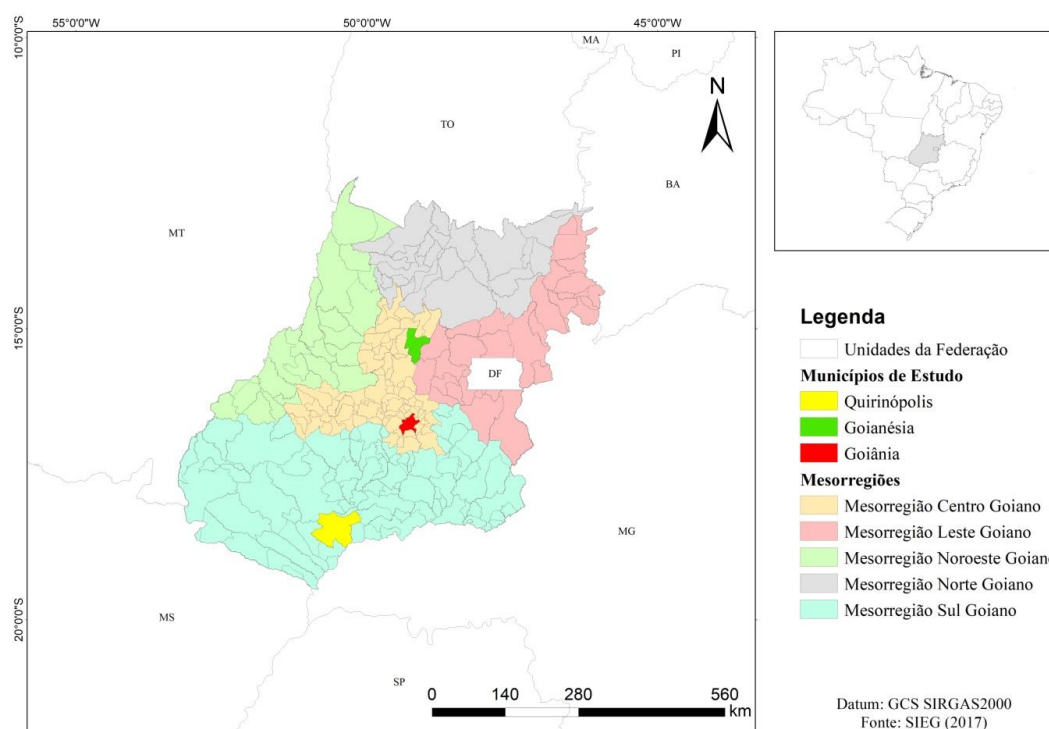 55°0'0"W
50°0'0"W
45°0'0"W
10°0'0"S
15°0'0"S
20°0'0"S
MA
PI
TO
N
BA
MT
DF
MG
MS
SP
0 140 280 560
km
Legenda
Unidades da Federação
Municípios de Estudo
Quirinópolis
Goianésia
Goiânia
Mesorregiões
Mesorregião Centro Goiano
Mesorregião Leste Goiano
Mesorregião Noroeste Goiano
Mesorregião Norte Goiano
Mesorregião Sul Goiano
Datum: GCS SIRGAS2000
Fonte: SIEG (2017)